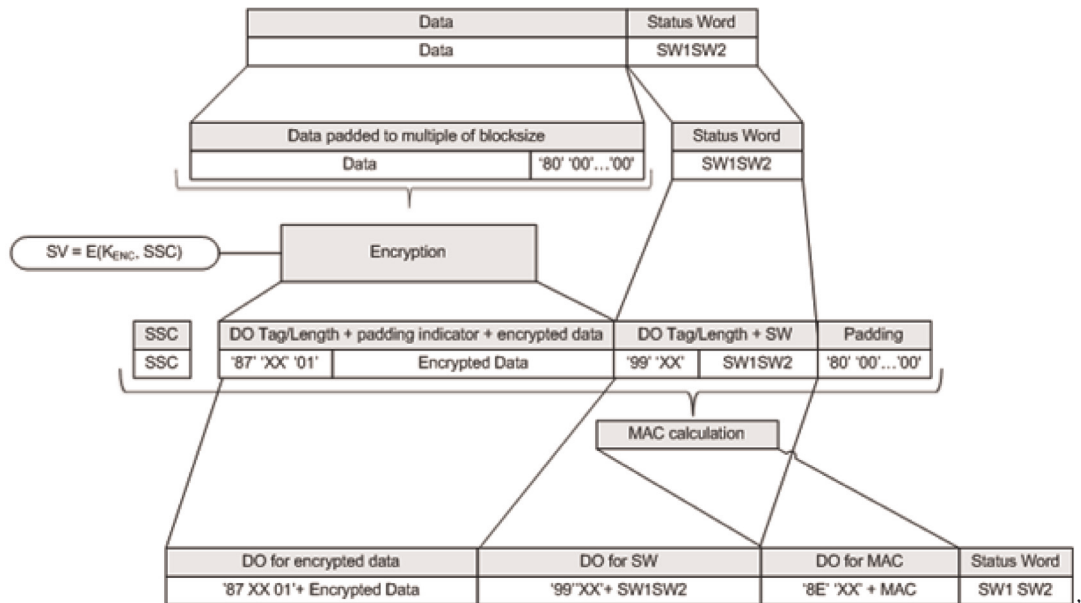 Data Status Word
Data SW1SW2
Data padded to multiple of blocksize Status Word
Data '80' '00'...'00' SW1SW2
SV = E(KENC, SSC) Encryption
SSC DO Tag/Length + padding indicator + encrypted data DO Tag/Length + SW Padding
SSC '87' 'XX' '01' Encrypted Data '99' 'XX' SW1SW2 '80' '00'...'00'
MAC calculation
DO for encrypted data DO for SW DO for MAC Status Word
'87 XX 01'+ Encrypted Data '99''XX'+ SW1SW2 '8E' 'XX' + MAC SW1 SW2